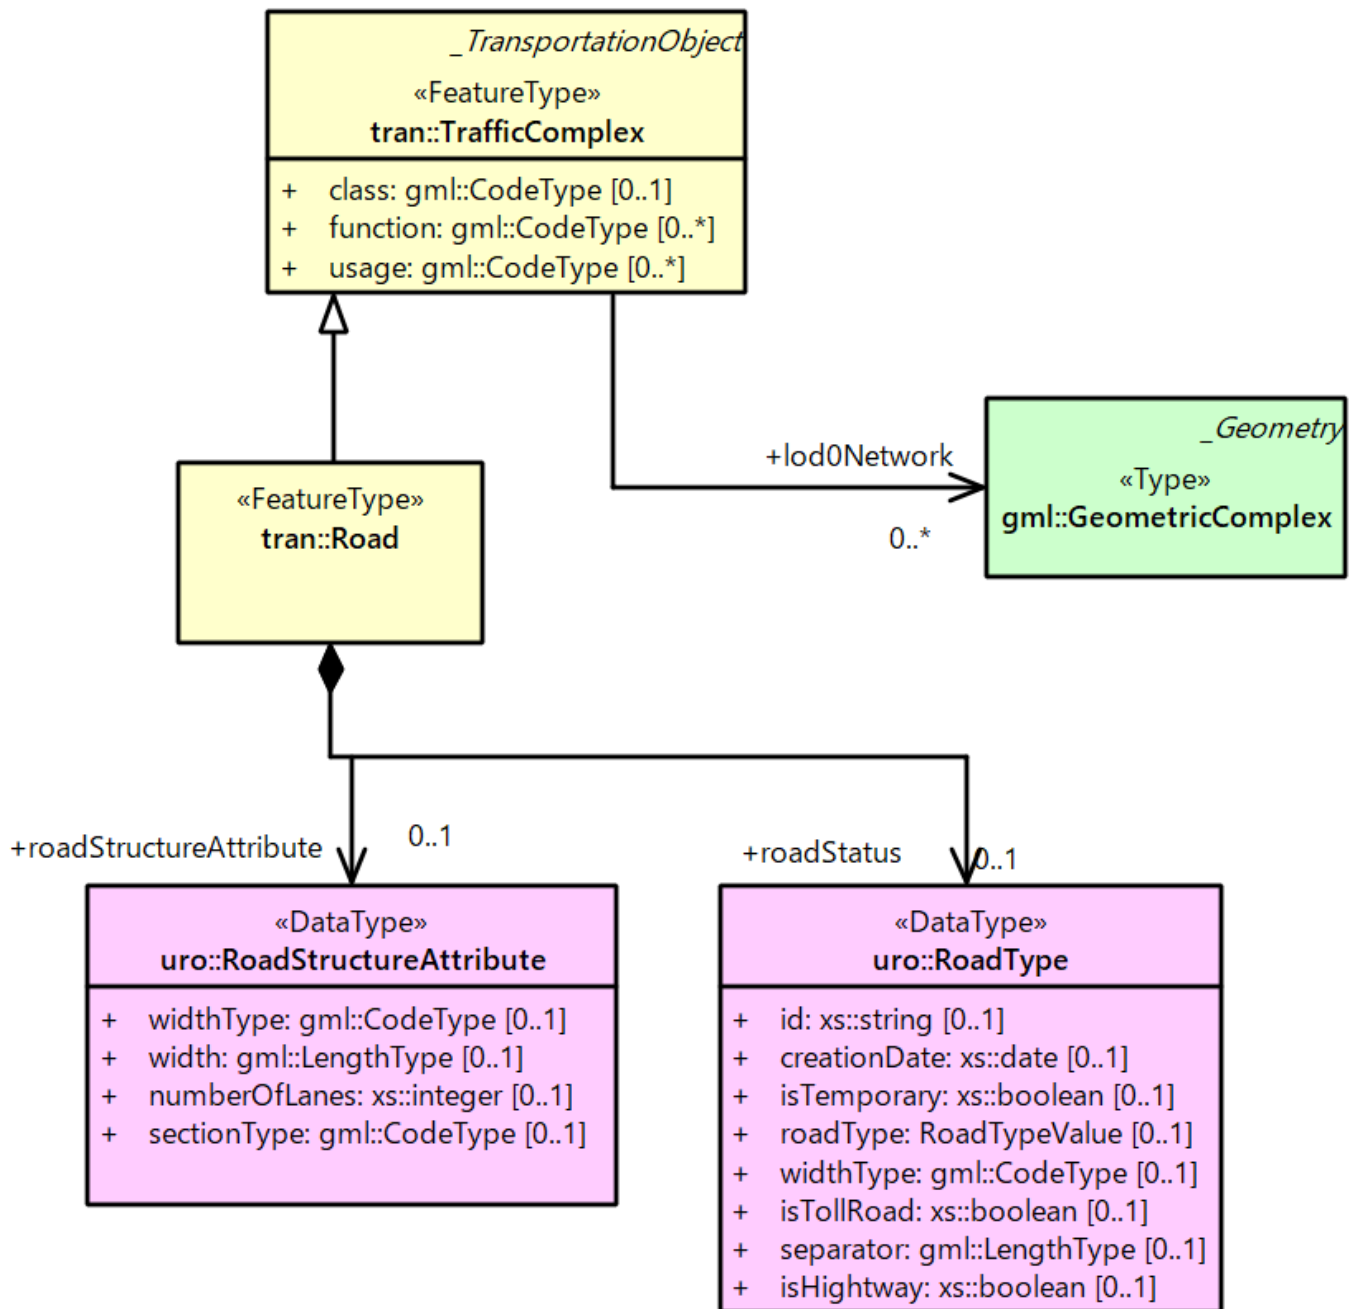 _TransportationObject
«FeatureType»
tran::TrafficComplex
+ class: gml::CodeType [0..1]
+ function: gml::CodeType [0..*]
+ usage: gml::CodeType [0..*]
+lod0Network
0..*
_Geometry
«Type»
gml::GeometricComplex
«FeatureType»
tran::Road
+roadStructureAttribute
0..1
+roadStatus
0..1
«DataType»
uro::RoadStructureAttribute
+ widthType: gml::CodeType [0..1]
+ width: gml::LengthType [0..1]
+ numberOfLanes: xs::integer [0..1]
+ sectionType: gml::CodeType [0..1]
«DataType»
uro::RoadType
+ id: xs::string [0..1]
+ creationDate: xs::date [0..1]
+ isTemporary: xs::boolean [0..1]
+ roadType: RoadTypeValue [0..1]
+ widthType: gml::CodeType [0..1]
+ isTollRoad: xs::boolean [0..1]
+ separator: gml::LengthType [0..1]
+ isHightway: xs::boolean [0..1]